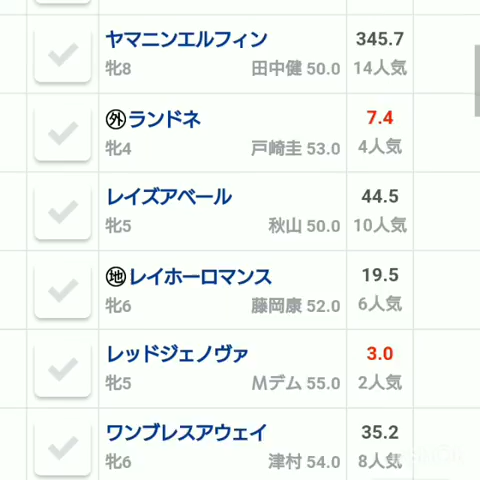 ヤマニンエルフィン 345.7
牝8 田中健 50.0 14人気
外 ランドネ 7.4
牝4 戸崎圭 53.0 4人気
レイズアベール 44.5
牝5 秋山 50.0 10人気
地 レイホーロマンス 19.5
牝6 藤岡康 52.0 6人気
レッドジェノヴァ 3.0
牝5 Mデム 55.0 2人気
ワンブレスアウェイ 35.2
牝6 津村 54.0 8人気